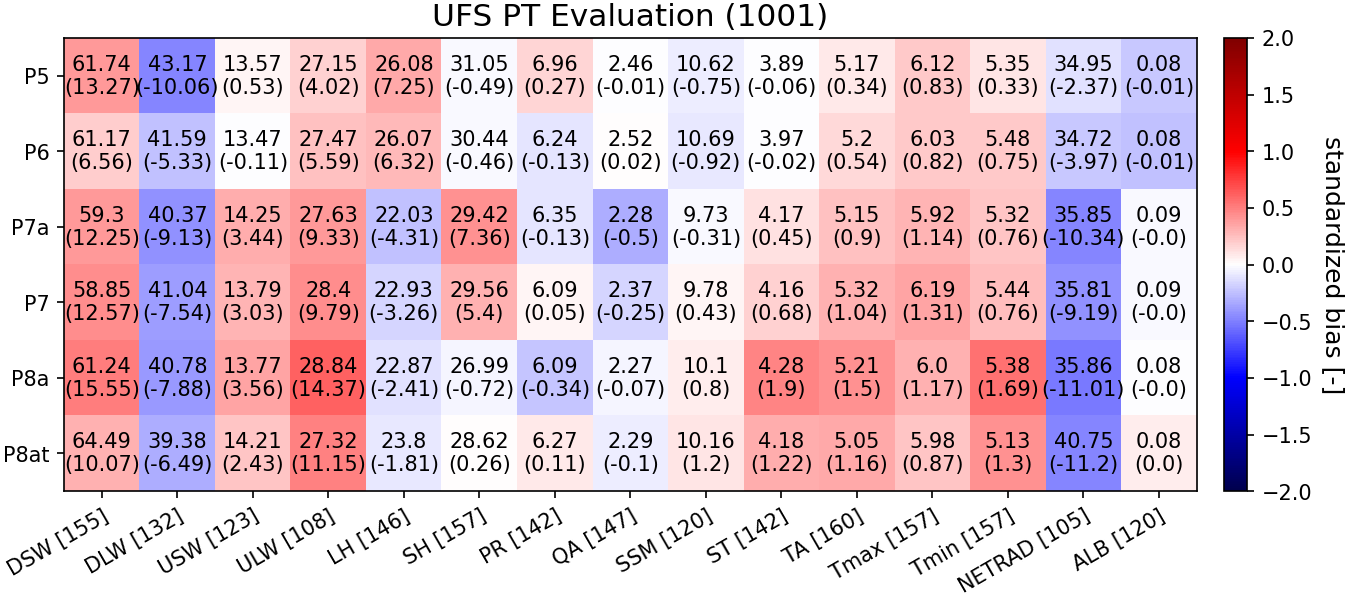 UFS PT Evaluation (1001)
P5 61.74 43.17 13.57 27.15 26.08 31.05 6.96 2.46 10.62 3.89 5.17 6.12 5.35 34.95 0.08
(13.27) (-10.06) (0.53) (4.02) (7.25) (-0.49) (0.27) (-0.01) (-0.75) (-0.06) (0.34) (0.83) (0.33) (-2.37) (-0.01)
P6 61.17 41.59 13.47 27.47 26.07 30.44 6.24 2.52 10.69 3.97 5.2 6.03 5.48 34.72 0.08
(6.56) (-5.33) (-0.11) (5.59) (6.32) (-0.46) (-0.13) (0.02) (-0.92) (-0.02) (0.54) (0.82) (0.75) (-3.97) (-0.01)
P7a 59.3 40.37 14.25 27.63 22.03 29.42 6.35 2.28 9.73 4.17 5.15 5.92 5.32 35.85 0.09
(12.25) (-9.13) (3.44) (9.33) (-4.31) (7.36) (-0.13) (-0.5) (-0.31) (0.45) (0.9) (1.14) (0.76) (-10.34) (-0.0)
P7 58.85 41.04 13.79 28.4 22.93 29.56 6.09 2.37 9.78 4.16 5.32 6.19 5.44 35.81 0.09
(12.57) (-7.54) (3.03) (9.79) (-3.26) (5.4) (0.05) (-0.25) (0.43) (0.68) (1.04) (1.31) (0.76) (-9.19) (-0.0)
P8a 61.24 40.78 13.77 28.84 22.87 26.99 6.09 2.27 10.1 4.28 5.21 6.0 5.38 35.86 0.08
(15.55) (-7.88) (3.56) (14.37) (-2.41) (-0.72) (-0.34) (-0.07) (0.8) (1.9) (1.5) (1.17) (1.69) (-11.01) (-0.0)
P8at 64.49 39.38 14.21 27.32 23.8 28.62 6.27 2.29 10.16 4.18 5.05 5.98 5.13 40.75 0.08
(10.07) (-6.49) (2.43) (11.15) (-1.81) (0.26) (0.11) (-0.1) (1.2) (1.22) (1.16) (0.87) (1.3) (-11.2) (0.0)
DSW [155] DLW [132] USW [123] ULW [108] LH [146] SH [157] PR [142] QA [147] SSM [120] ST [142] TA [160] Tmax [157] Tmin [157] NETRAD [105] ALB [120]
2.0
1.5
1.0
0.5
0.0
−0.5
−1.0
−1.5
−2.0
standardized bias [-]